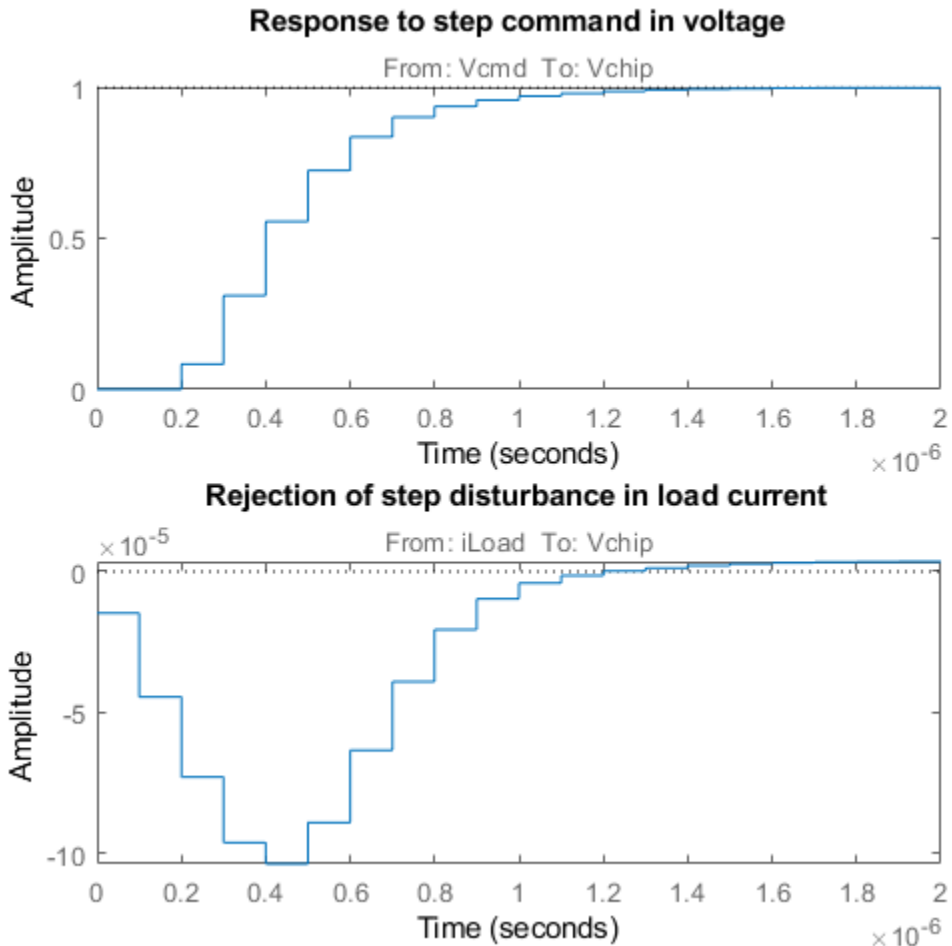 Response to step command in voltage
From: Vcmd To: Vchip
1
0.5
0
Amplitude
0 0.2 0.4 0.6 0.8 1 1.2 1.4 1.6 1.8 2
Time (seconds)
× 10^-6
Rejection of step disturbance in load current
× 10^-5
From: iLoad To: Vchip
0
-5
-10
Amplitude
0 0.2 0.4 0.6 0.8 1 1.2 1.4 1.6 1.8 2
Time (seconds)
× 10^-6